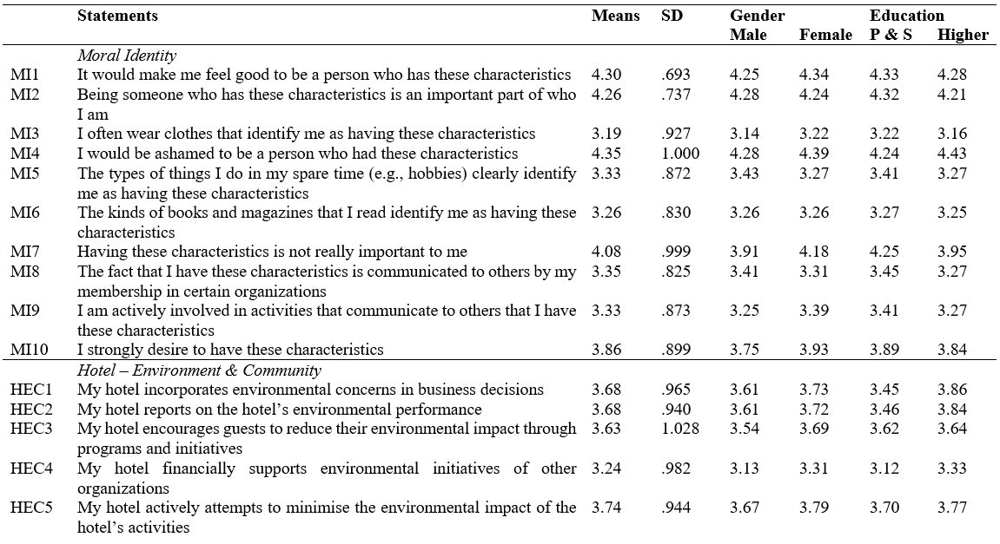 Statements Means SD Gender Education
Male Female P & S Higher
Moral Identity
MI1 It would make me feel good to be a person who has these characteristics 4.30 .693 4.25 4.34 4.33 4.28
MI2 Being someone who has these characteristics is an important part of who 4.26 .737 4.28 4.24 4.32 4.21
I am
MI3 I often wear clothes that identify me as having these characteristics 3.19 .927 3.14 3.22 3.22 3.16
MI4 I would be ashamed to be a person who had these characteristics 4.35 1.000 4.28 4.39 4.24 4.43
MI5 The types of things I do in my spare time (e.g., hobbies) clearly identify 3.33 .872 3.43 3.27 3.41 3.27
me as having these characteristics
MI6 The kinds of books and magazines that I read identify me as having these 3.26 .830 3.26 3.26 3.27 3.25
characteristics
MI7 Having these characteristics is not really important to me 4.08 .999 3.91 4.18 4.25 3.95
MI8 The fact that I have these characteristics is communicated to others by my 3.35 .825 3.41 3.31 3.45 3.27
membership in certain organizations
MI9 I am actively involved in activities that communicate to others that I have 3.33 .873 3.25 3.39 3.41 3.27
these characteristics
MI10 I strongly desire to have these characteristics 3.86 .899 3.75 3.93 3.89 3.84
Hotel – Environment & Community
HEC1 My hotel incorporates environmental concerns in business decisions 3.68 .965 3.61 3.73 3.45 3.86
HEC2 My hotel reports on the hotel’s environmental performance 3.68 .940 3.61 3.72 3.46 3.84
HEC3 My hotel encourages guests to reduce their environmental impact through 3.63 1.028 3.54 3.69 3.62 3.64
programs and initiatives
HEC4 My hotel financially supports environmental initiatives of other 3.24 .982 3.13 3.31 3.12 3.33
organizations
HEC5 My hotel actively attempts to minimise the environmental impact of the 3.74 .944 3.67 3.79 3.70 3.77
hotel’s activities